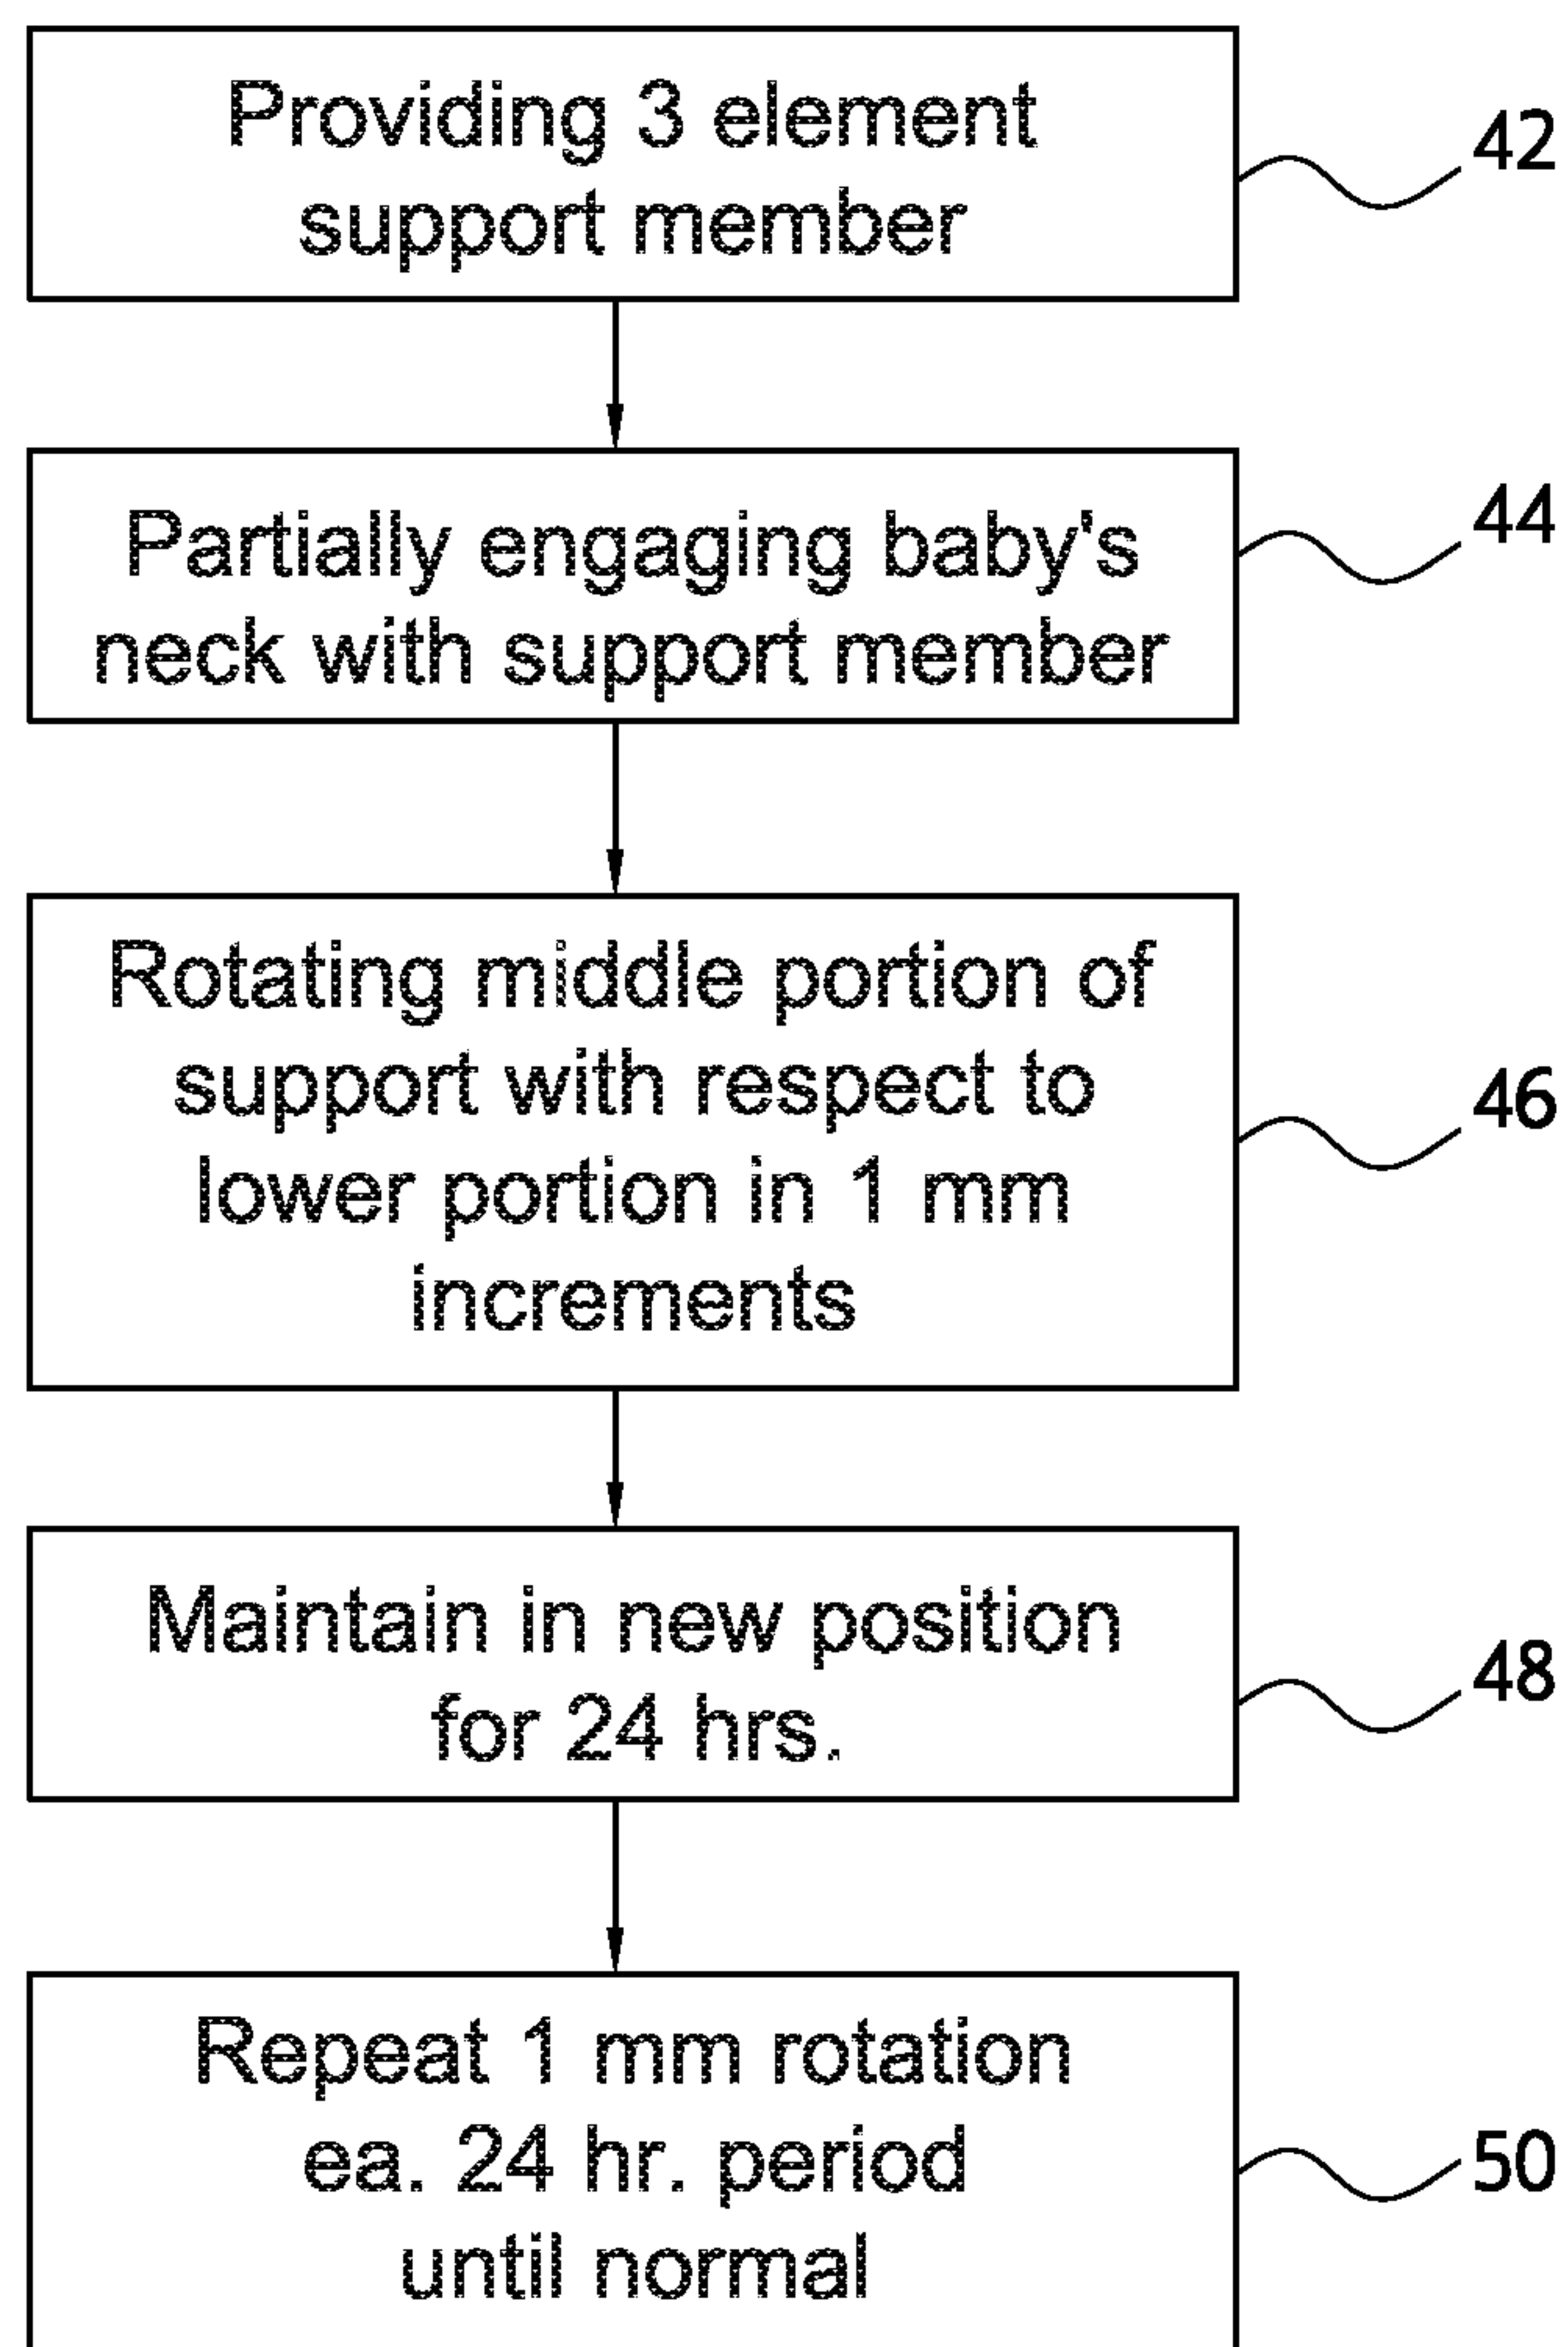 Providing 3 element
support member
42
Partially engaging baby's
neck with support member
44
Rotating middle portion of
support with respect to
lower portion in 1 mm
increments
46
Maintain in new position
for 24 hrs.
48
Repeat 1 mm rotation
ea. 24 hr. period
until normal
50